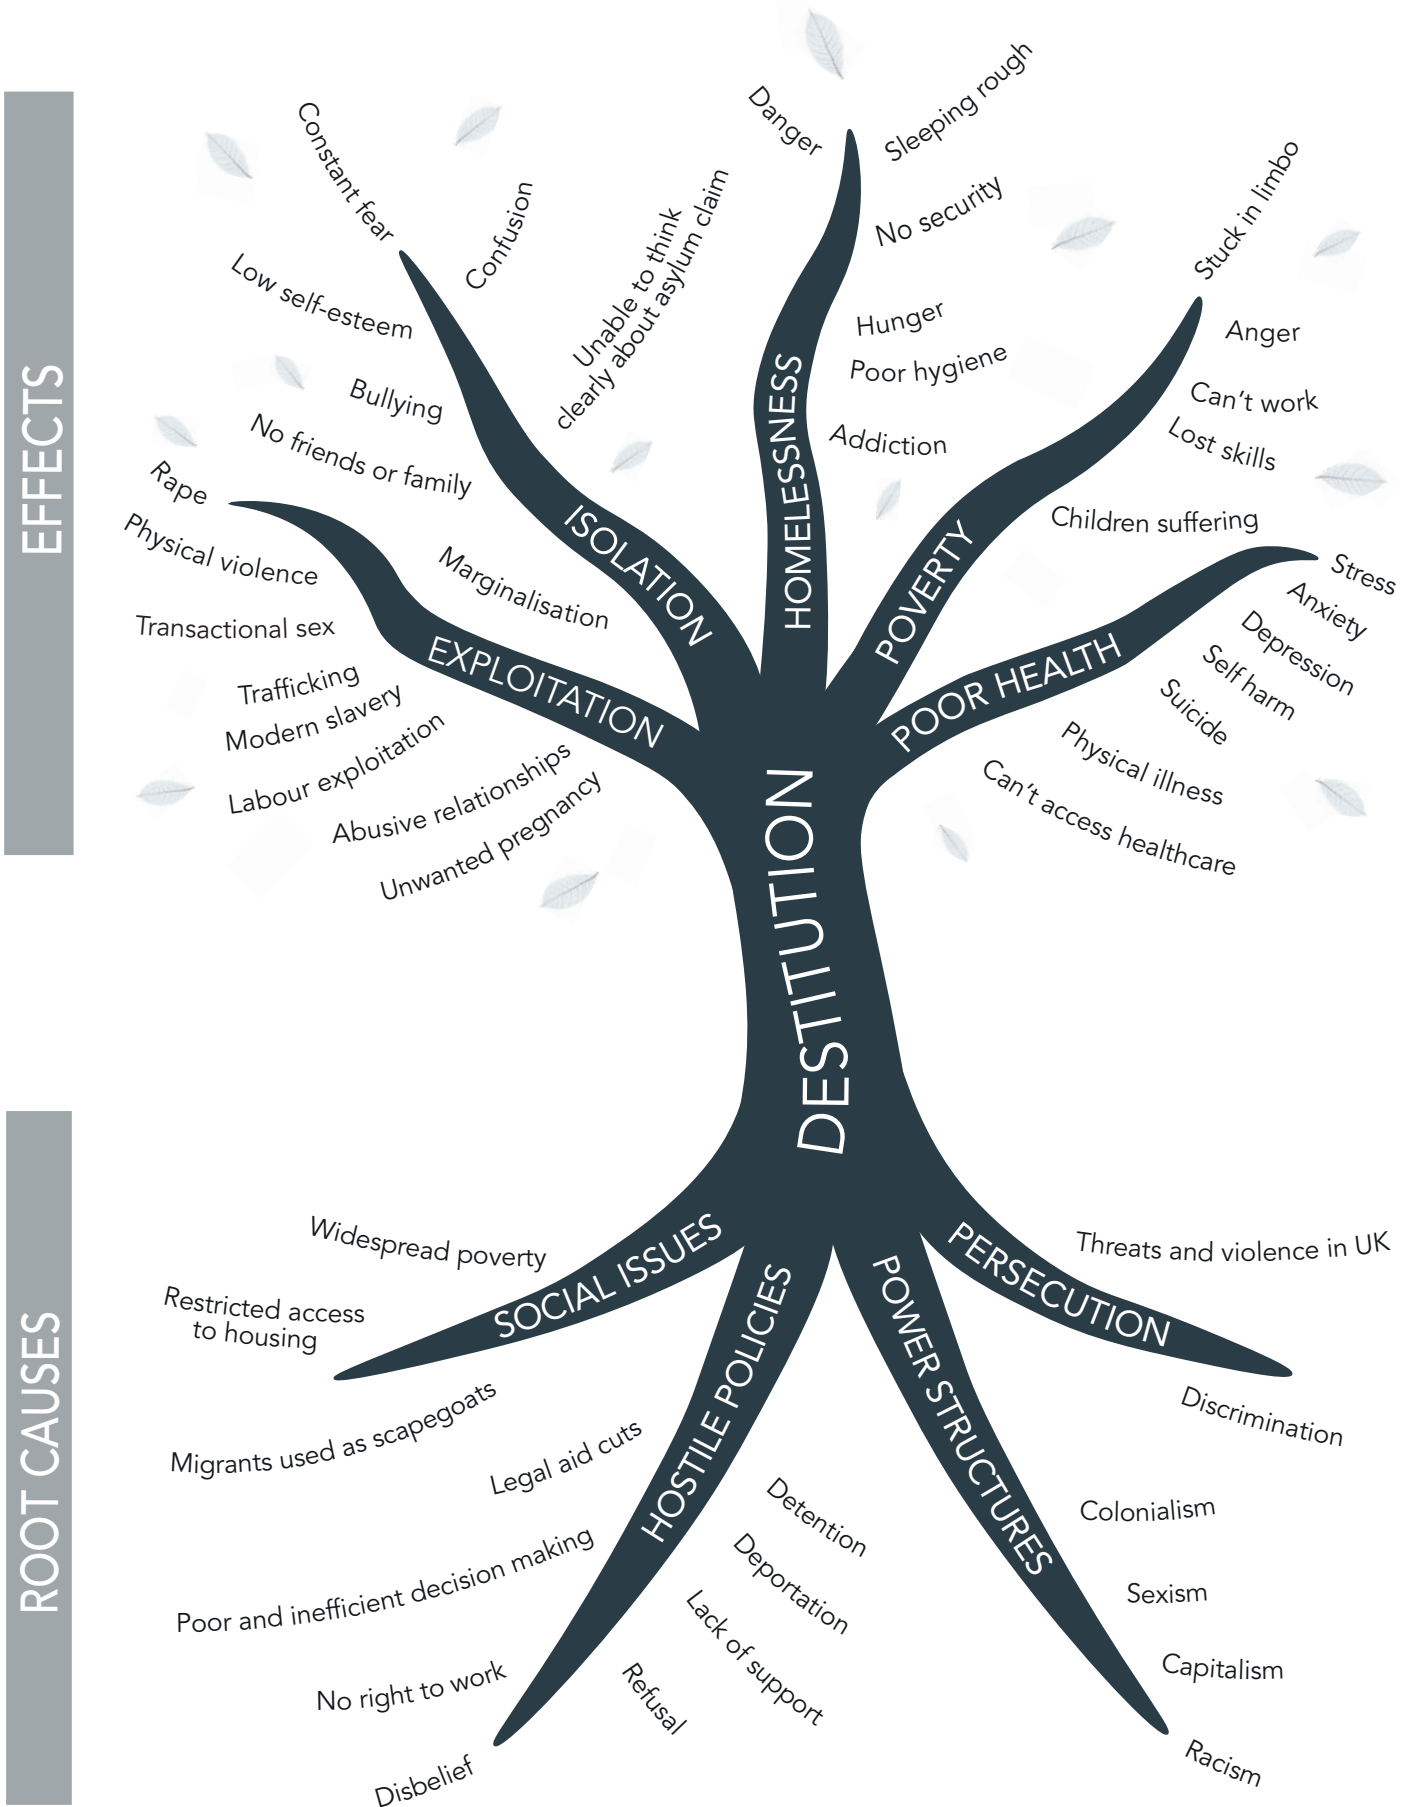 EFFECTS
Danger
Sleeping rough
No security
Hunger
Poor hygiene
Addiction
HOMELESSNESS
Constant fear
Confusion
Unable to think
clearly about asylum claim
Low self-esteem
Bullying
No friends or family
Marginalisation
ISOLATION
Rape
Physical violence
Transactional sex
Trafficking
Modern slavery
Labour exploitation
Abusive relationships
Unwanted pregnancy
EXPLOITATION
Stuck in limbo
Anger
Can't work
Lost skills
Children suffering
POVERTY
Stress
Anxiety
Depression
Self harm
Suicide
Physical illness
Can't access healthcare
POOR HEALTH
DESTITUTION
ROOT CAUSES
Widespread poverty
Restricted access
to housing
Migrants used as scapegoats
SOCIAL ISSUES
Legal aid cuts
Poor and inefficient decision making
No right to work
Disbelief
HOSTILE POLICIES
Detention
Deportation
Lack of support
Refusal
POWER STRUCTURES
Colonialism
Sexism
Capitalism
Racism
PERSECUTION
Threats and violence in UK
Discrimination